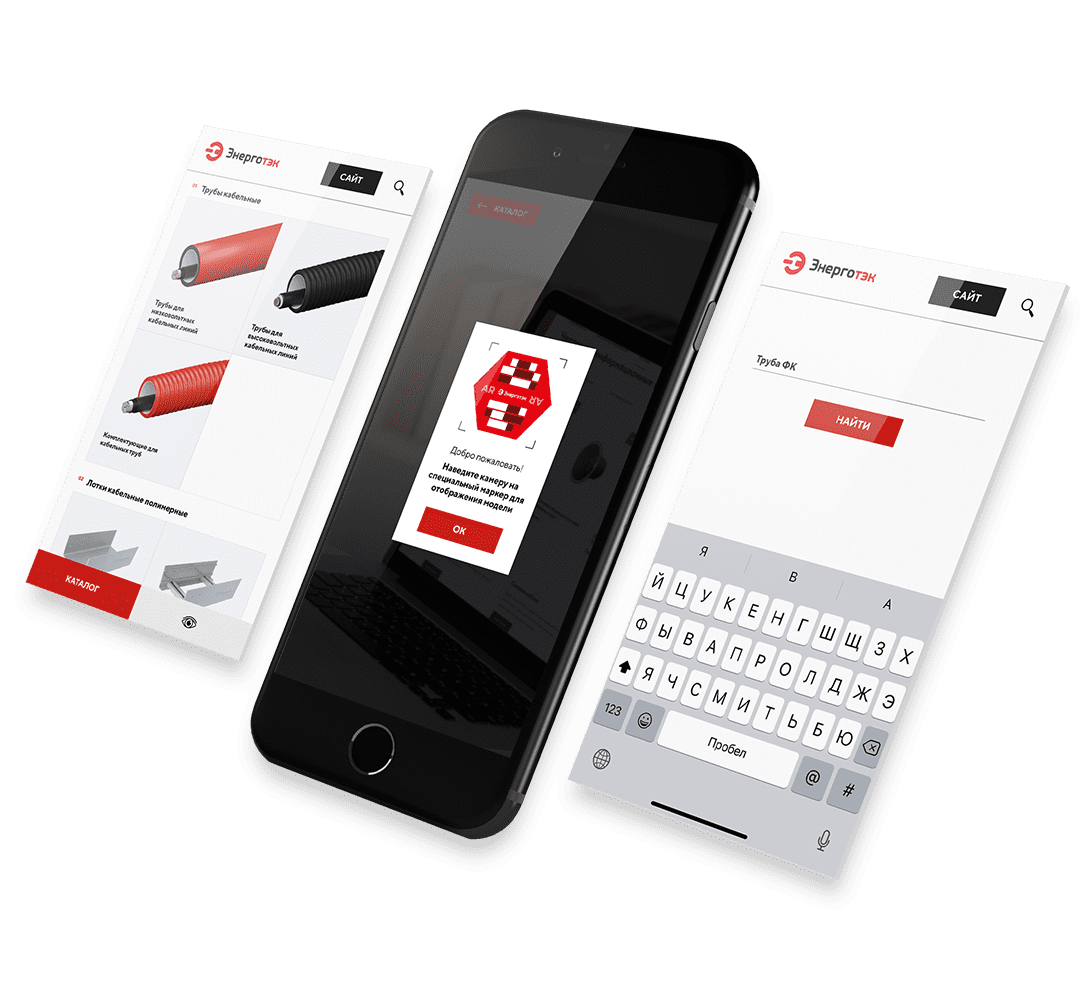 Энерготэк
САЙТ
01 Трубы кабельные
Трубы для
низковольтных
кабельных линий
Трубы для
высоковольтных
кабельных линий
Комплектующие для
кабельных труб
02 Лотки кабельные полимерные
КАТАЛОГ
← КАТАЛОГ
AR Энерготэк AR
Добро пожаловать!
Наведите камеру на
специальный маркер для
отображения модели
ОК
Энерготэк
САЙТ
Труба ФК
НАЙТИ
Я В А
Й Ц У К Е Н Г Ш Щ З Х
Ф Ы В А П Р О Л Д Ж Э
Я Ч С М И Т Ь Б Ю
123 Пробел @ #